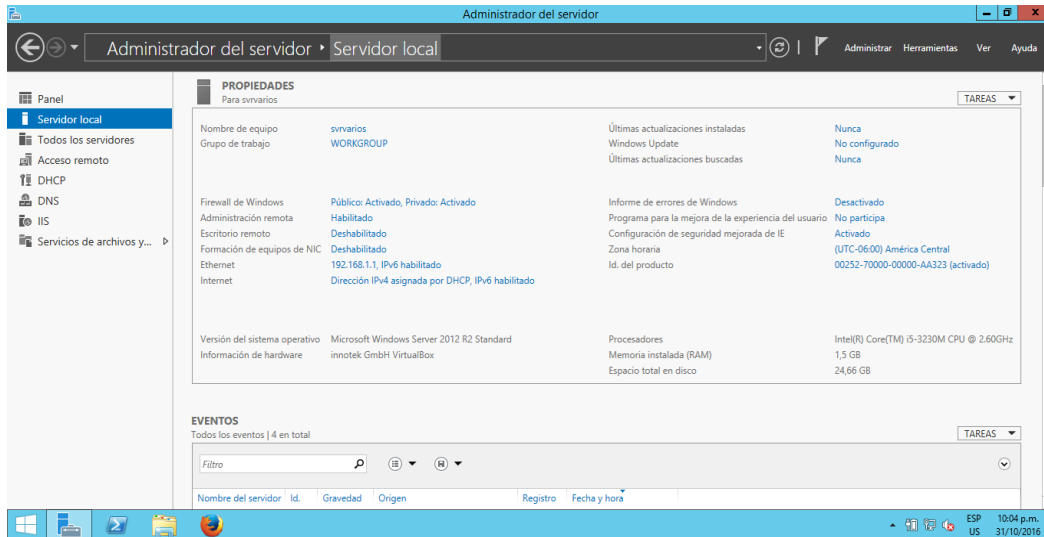 Administrador del servidor
Administrador del servidor ‣ Servidor local
Administrar Herramientas Ver Ayuda
Panel
Servidor local
Todos los servidores
Acceso remoto
DHCP
DNS
IIS
Servicios de archivos y...
PROPIEDADES
Para svrvarios
TAREAS
Nombre de equipo svrvarios Últimas actualizaciones instaladas Nunca
Grupo de trabajo WORKGROUP Windows Update No configurado
Últimas actualizaciones buscadas Nunca
Firewall de Windows Público: Activado, Privado: Activado Informe de errores de Windows Desactivado
Administración remota Habilitado Programa para la mejora de la experiencia del usuario No participa
Escritorio remoto Deshabilitado Configuración de seguridad mejorada de IE Activado
Formación de equipos de NIC Deshabilitado Zona horaria (UTC-06:00) América Central
Ethernet 192.168.1.1, IPv6 habilitado Id. del producto 00252-70000-00000-AA323 (activado)
Internet Dirección IPv4 asignada por DHCP, IPv6 habilitado
Versión del sistema operativo Microsoft Windows Server 2012 R2 Standard Procesadores Intel(R) Core(TM) i5-3230M CPU @ 2.60GHz
Información de hardware innotek GmbH VirtualBox Memoria instalada (RAM) 1,5 GB
Espacio total en disco 24,66 GB
EVENTOS
Todos los eventos | 4 en total
TAREAS
Filtro
Nombre del servidor Id. Gravedad Origen Registro Fecha y hora
ESP 10:04 p.m.
US 31/10/2016